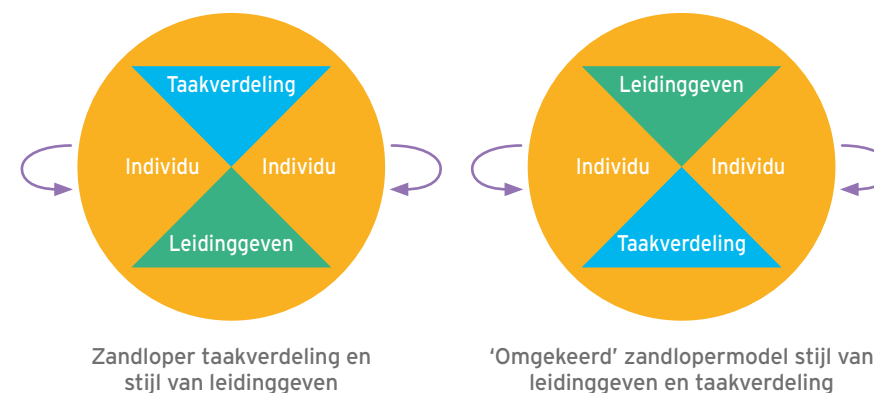 Taakverdeling
Individu Individu
Leidinggeven
Zandloper taakverdeling en
stijl van leidinggeven
Leidinggeven
Individu Individu
Taakverdeling
‘Omgekeerd’ zandlopermodel stijl van
leidinggeven en taakverdeling